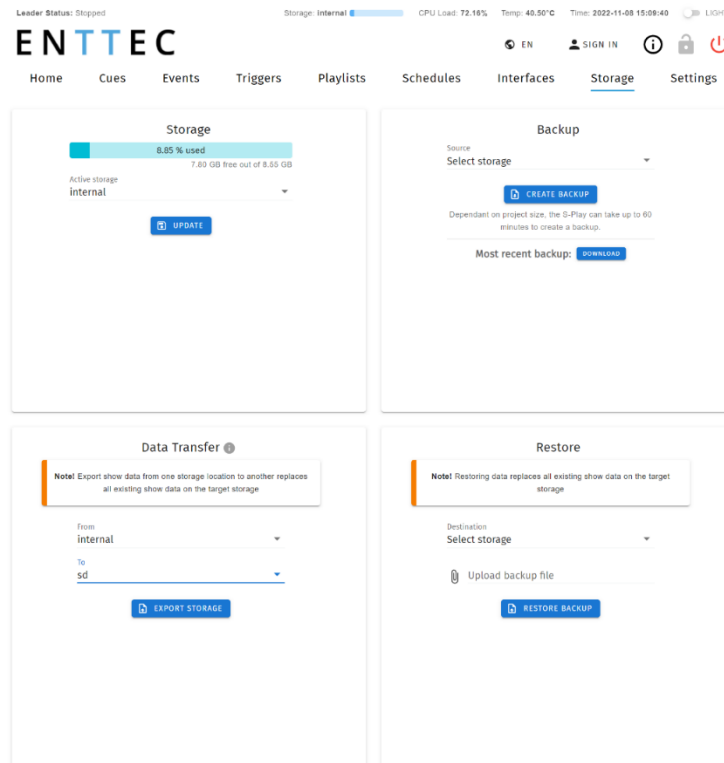 Leader Status: Stopped
Storage: Internal
CPU Load: 72.16%
Temp: 40.50°C
Time: 2022-11-08 15:09:40
LIGH
ENTTEC
EN
SIGN IN
Home
Cues
Events
Triggers
Playlists
Schedules
Interfaces
Storage
Settings
Storage
8.85 % used
7.80 GB free out of 8.55 GB
Active storage
internal
UPDATE
Backup
Source
Select storage
CREATE BACKUP
Dependant on project size, the S-Play can take up to 60
minutes to create a backup.
Most recent backup:
DOWNLOAD
Data Transfer
Note! Export show data from one storage location to another replaces
all existing show data on the target storage
From
internal
To
sd
EXPORT STORAGE
Restore
Note! Restoring data replaces all existing show data on the target
storage
Destination
Select storage
Upload backup file
RESTORE BACKUP